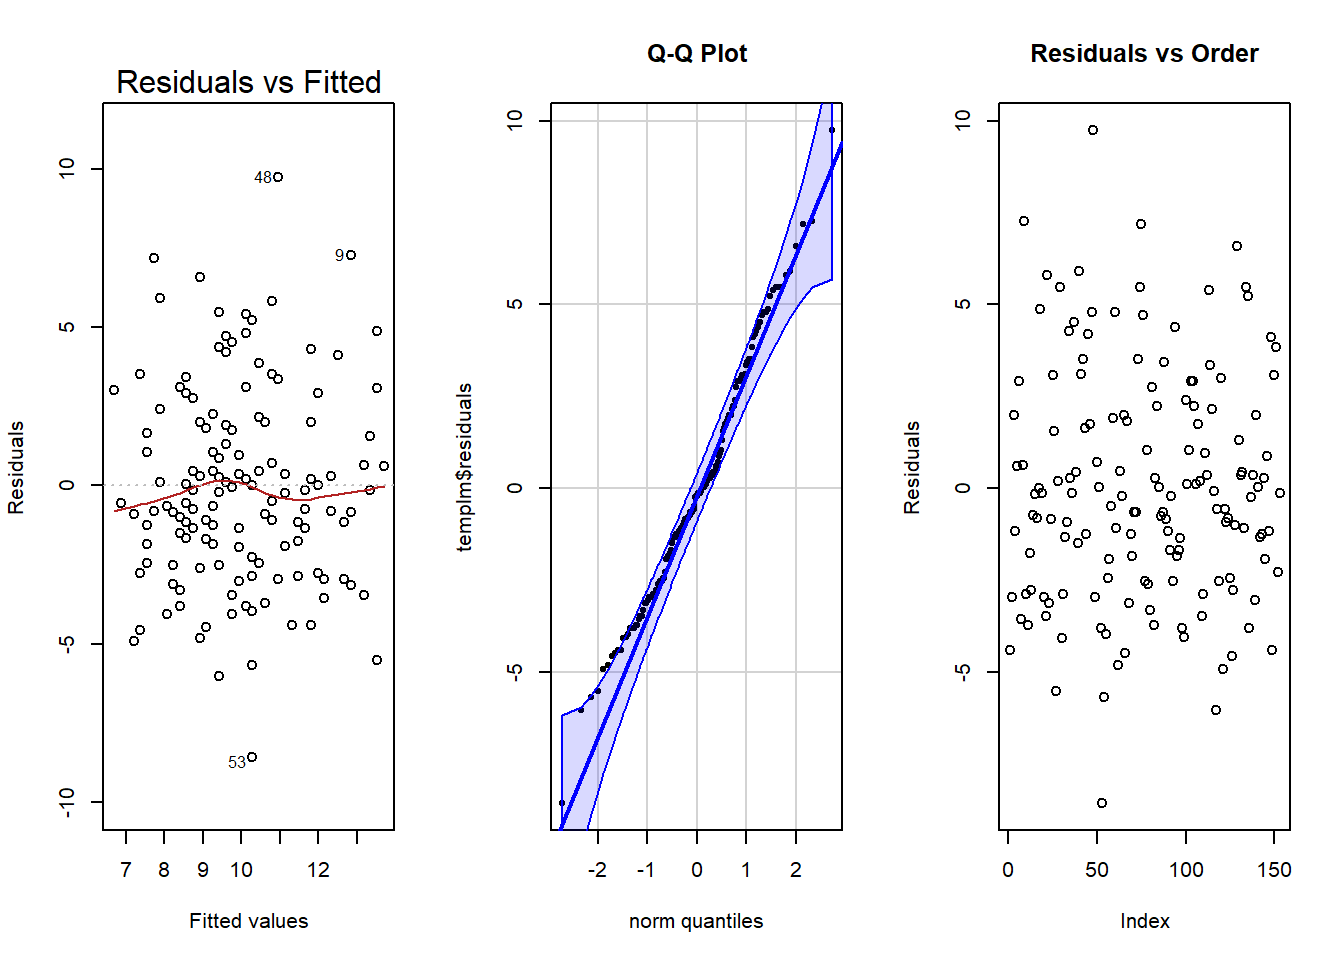 Residuals vs Fitted
Residuals
10
5
0
-5
-10
48
9
53
7 8 9 10 12
Fitted values
Q-Q Plot
templm$residuals
10
5
0
-5
-2 -1 0 1 2
norm quantiles
Residuals vs Order
Residuals
10
5
0
-5
0 50 100 150
Index